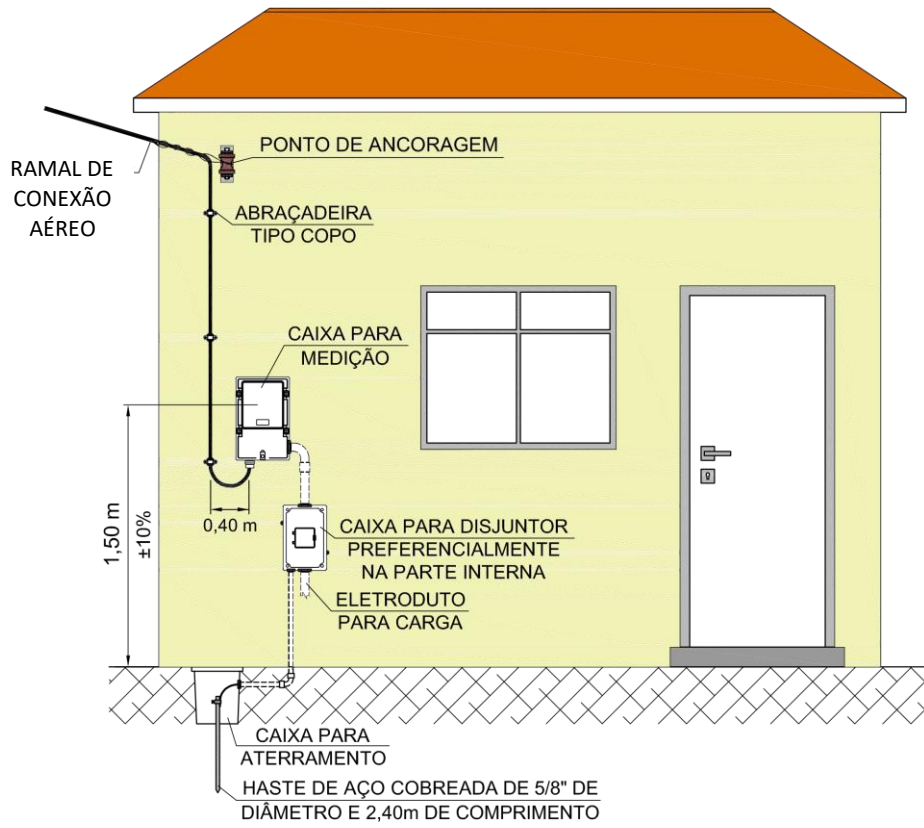 RAMAL DE
CONEXÃO
AÉREO
PONTO DE ANCORAGEM
ABRAÇADEIRA
TIPO COPO
CAIXA PARA
MEDIÇÃO
1,50 m
±10%
0,40 m
CAIXA PARA DISJUNTOR
PREFERENCIALMENTE
NA PARTE INTERNA
ELETRODUTO
PARA CARGA
CAIXA PARA
ATERRAMENTO
HASTE DE AÇO COBREADA DE 5/8" DE
DIÂMETRO E 2,40m DE COMPRIMENTO